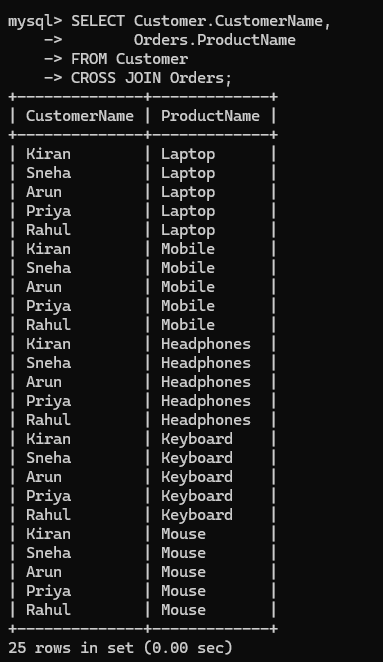 mysql> SELECT Customer.CustomerName,
    ->        Orders.ProductName
    -> FROM Customer
    -> CROSS JOIN Orders;
+--------------+-------------+
| CustomerName | ProductName |
+--------------+-------------+
| Kiran        | Laptop      |
| Sneha        | Laptop      |
| Arun         | Laptop      |
| Priya        | Laptop      |
| Rahul        | Laptop      |
| Kiran        | Mobile      |
| Sneha        | Mobile      |
| Arun         | Mobile      |
| Priya        | Mobile      |
| Rahul        | Mobile      |
| Kiran        | Headphones  |
| Sneha        | Headphones  |
| Arun         | Headphones  |
| Priya        | Headphones  |
| Rahul        | Headphones  |
| Kiran        | Keyboard    |
| Sneha        | Keyboard    |
| Arun         | Keyboard    |
| Priya        | Keyboard    |
| Rahul        | Keyboard    |
| Kiran        | Mouse       |
| Sneha        | Mouse       |
| Arun         | Mouse       |
| Priya        | Mouse       |
| Rahul        | Mouse       |
+--------------+-------------+
25 rows in set (0.00 sec)